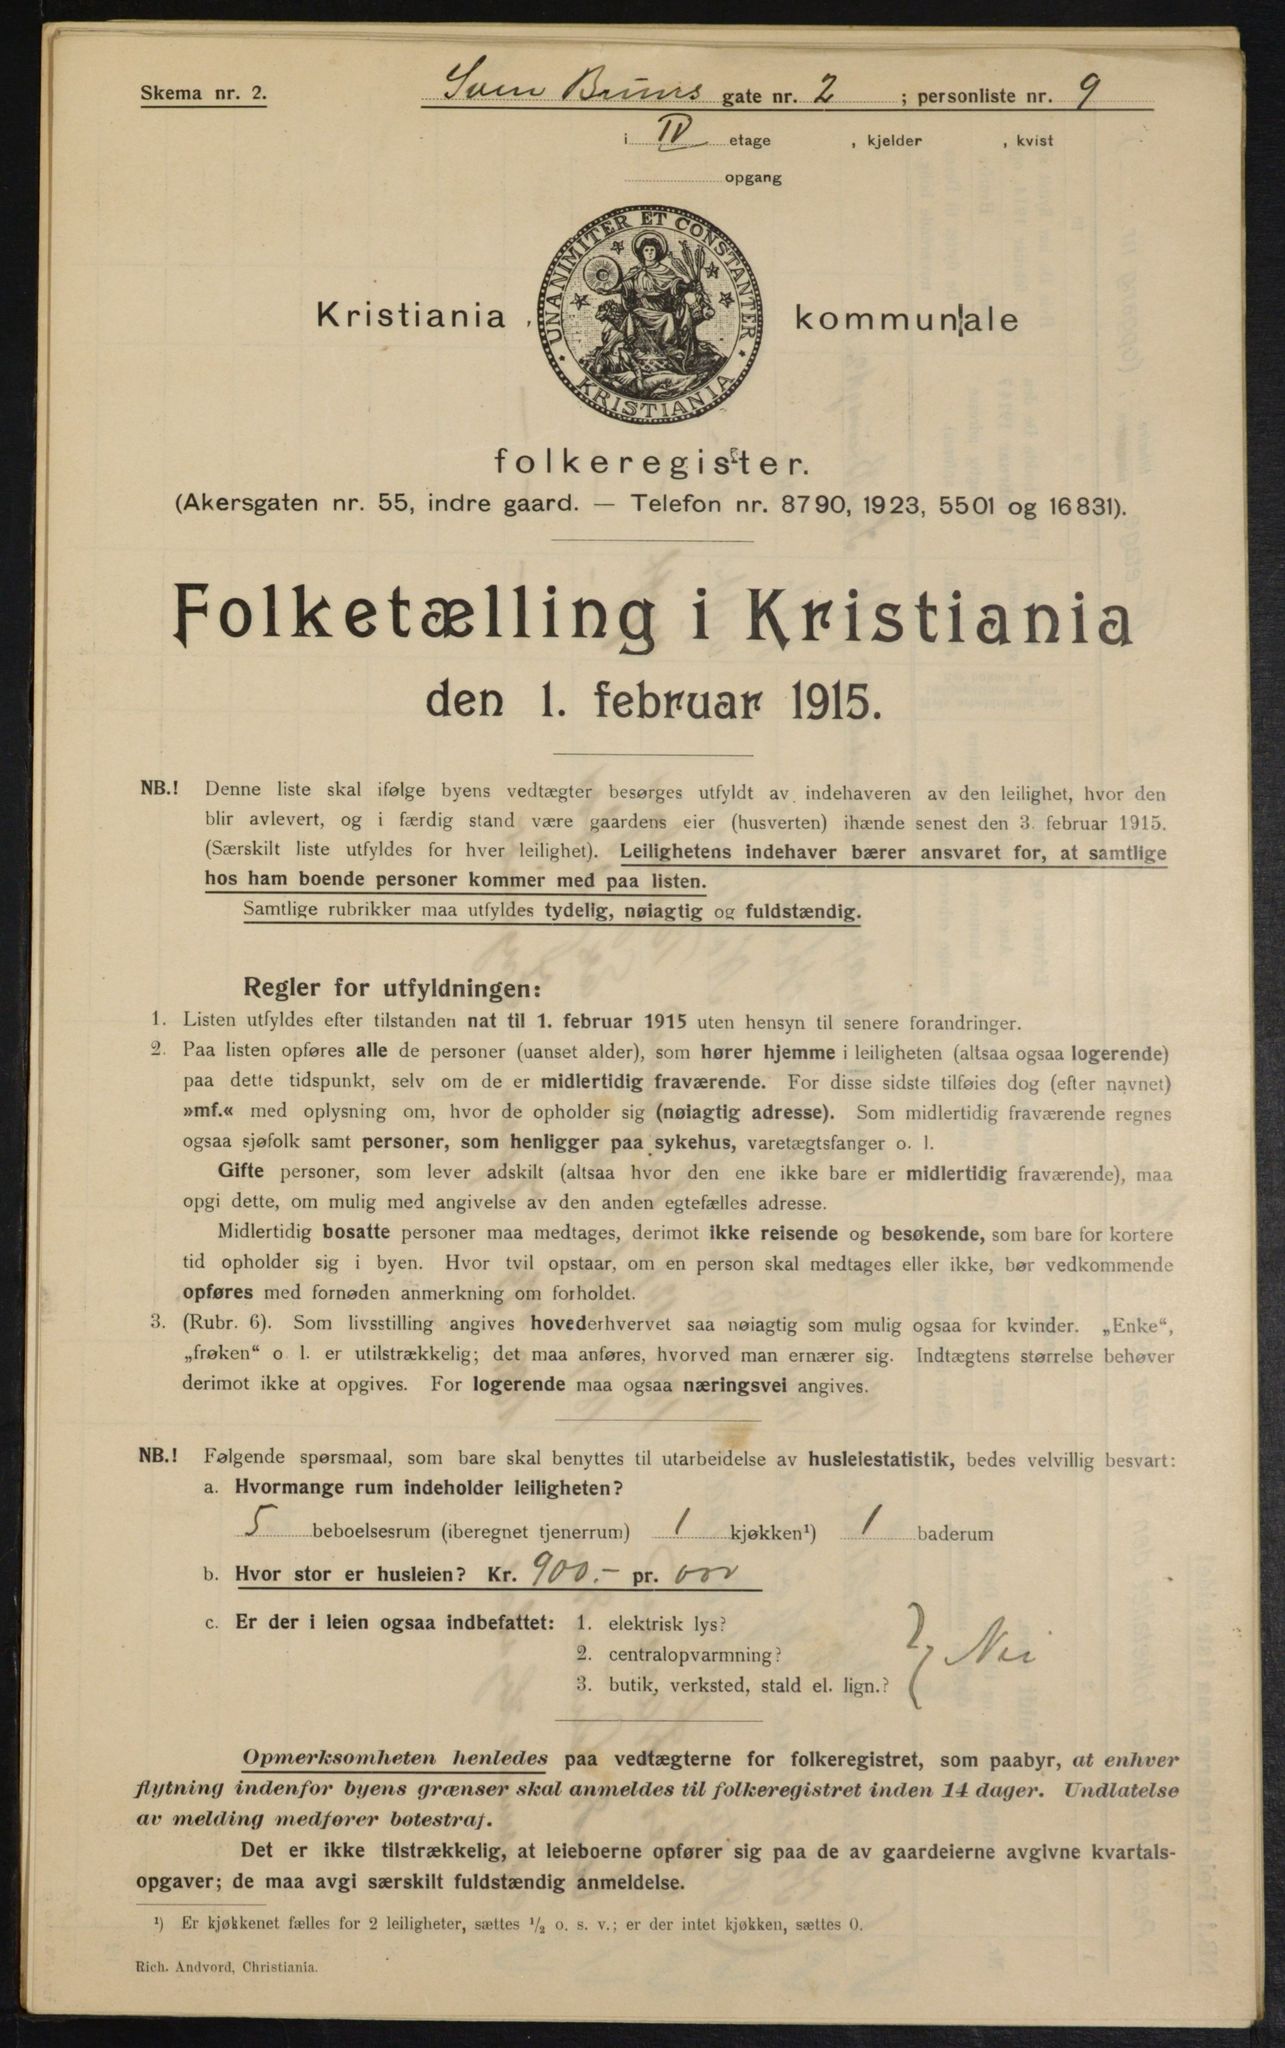 Skema nr. 2.
Sven Bruns gate nr. 2 ; personliste nr. 9
i IV etage , kjelder , kvist
opgang
UNANIMITER ET CONSTANTER
KRISTIANIA
Kristiania kommunale
folkeregister.
(Akersgaten nr. 55, indre gaard. — Telefon nr. 8790, 1923, 5501 og 16831).
Folketælling i Kristiania
den 1. februar 1915.
NB.! Denne liste skal ifølge byens vedtægter besørges utfyldt av indehaveren av den leilighet, hvor den
blir avlevert, og i færdig stand være gaardens eier (husverten) ihænde senest den 3. februar 1915.
(Særskilt liste utfyldes for hver leilighet). Leilighetens indehaver bærer ansvaret for, at samtlige
hos ham boende personer kommer med paa listen.
Samtlige rubrikker maa utfyldes tydelig, nøiagtig og fuldstændig.
Regler for utfyldningen:
1. Listen utfyldes efter tilstanden nat til 1. februar 1915 uten hensyn til senere forandringer.
2. Paa listen opføres alle de personer (uanset alder), som hører hjemme i leiligheten (altsaa ogsaa logerende)
paa dette tidspunkt, selv om de er midlertidig fraværende. For disse sidste tilføies dog (efter navnet)
»mf.« med oplysning om, hvor de opholder sig (nøiagtig adresse). Som midlertidig fraværende regnes
ogsaa sjøfolk samt personer, som henligger paa sykehus, varetægtsfanger o. l.
Gifte personer, som lever adskilt (altsaa hvor den ene ikke bare er midlertidig fraværende), maa
opgi dette, om mulig med angivelse av den anden egtefælles adresse.
Midlertidig bosatte personer maa medtages, derimot ikke reisende og besøkende, som bare for kortere
tid opholder sig i byen. Hvor tvil opstaar, om en person skal medtages eller ikke, bør vedkommende
opføres med fornøden anmerkning om forholdet.
3. (Rubr. 6). Som livsstilling angives hovederhvervet saa nøiagtig som mulig ogsaa for kvinder. „Enke“,
„frøken“ o l. er utilstrækkelig; det maa anføres, hvorved man ernærer sig. Indtægtens størrelse behøver
derimot ikke at opgives. For logerende maa ogsaa næringsvei angives.
NB.! Følgende spørsmaal, som bare skal benyttes til utarbeidelse av husleiestatistik, bedes velvillig besvart:
a. Hvormange rum indeholder leiligheten?
5 beboelsesrum (iberegnet tjenerrum) 1 kjøkken¹) 1 baderum
b. Hvor stor er husleien? Kr. 900.- pr.
c. Er der i leien ogsaa indbefattet: 1. elektrisk lys?
2. centralopvarmning? Nei
3. butik, verksted, stald el. lign.?
Opmerksomheten henledes paa vedtægterne for folkeregistret, som paabyr, at enhver
flytning indenfor byens grænser skal anmeldes til folkeregistret inden 14 dager. Undlatelse
av melding medfører bøtestraf.
Det er ikke tilstrækkelig, at leieboerne opfører sig paa de av gaardeierne avgivne kvartals-
opgaver; de maa avgi særskilt fuldstændig anmeldelse.
¹) Er kjøkkenet fælles for 2 leiligheter, sættes ½ o. s. v.; er der intet kjøkken, sættes 0.
Rich. Andvord, Christiania.